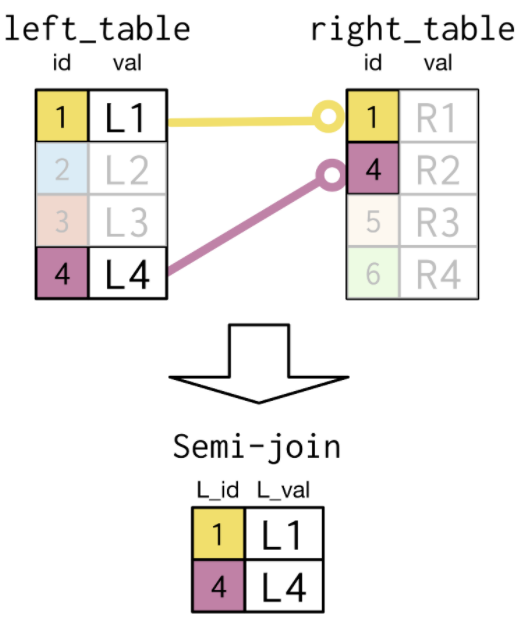 left_table right_table
id val id val
1 L1 1 R1
2 L2 4 R2
3 L3 5 R3
4 L4 6 R4
Semi-join
L_id L_val
1 L1
4 L4